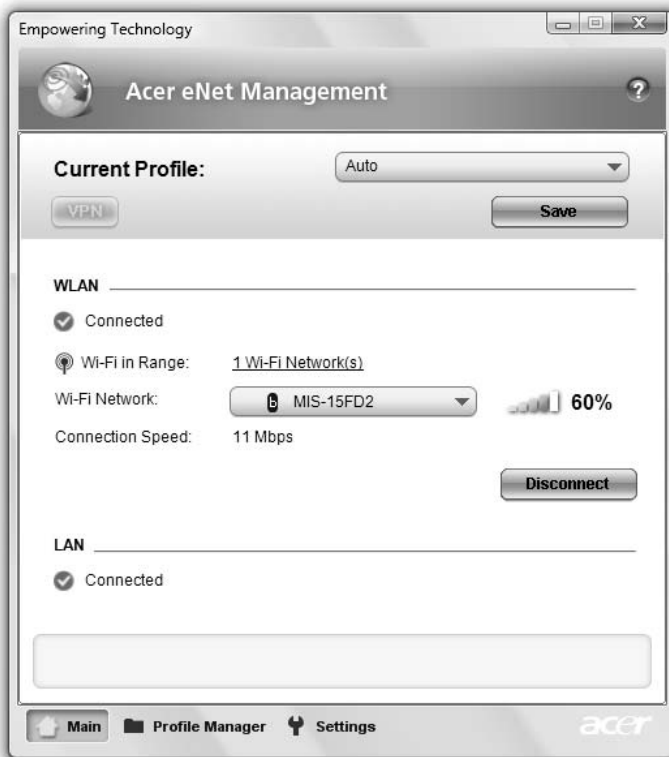 Empowering Technology
Acer eNet Management ?
Current Profile: Auto
VPN Save
WLAN
Connected
Wi-Fi in Range: 1 Wi-Fi Network(s)
Wi-Fi Network: b MIS-15FD2 60%
Connection Speed: 11 Mbps
Disconnect
LAN
Connected
Main Profile Manager Settings acer